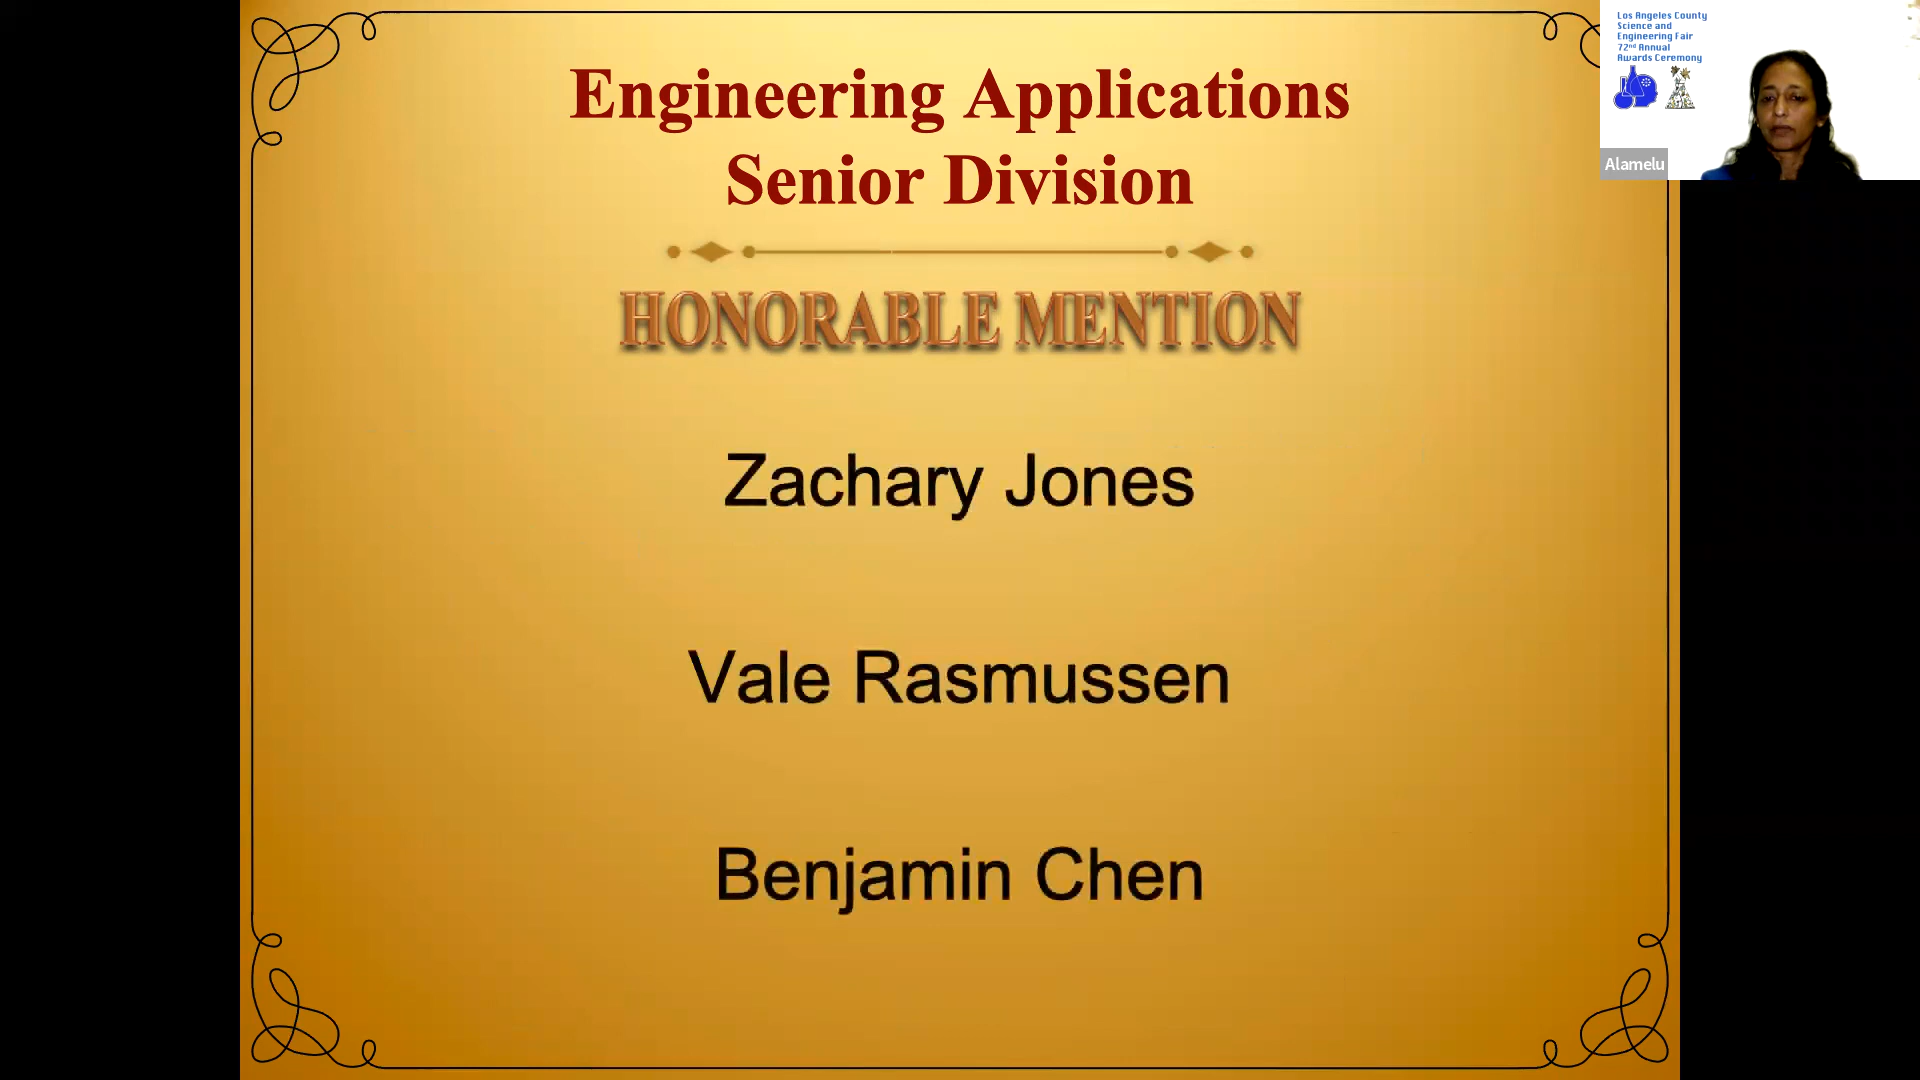 Engineering Applications
Senior Division
HONORABLE MENTION
Zachary Jones
Vale Rasmussen
Benjamin Chen
Los Angeles County
Science and
Engineering Fair
72nd Annual
Awards Ceremony
Alamelu